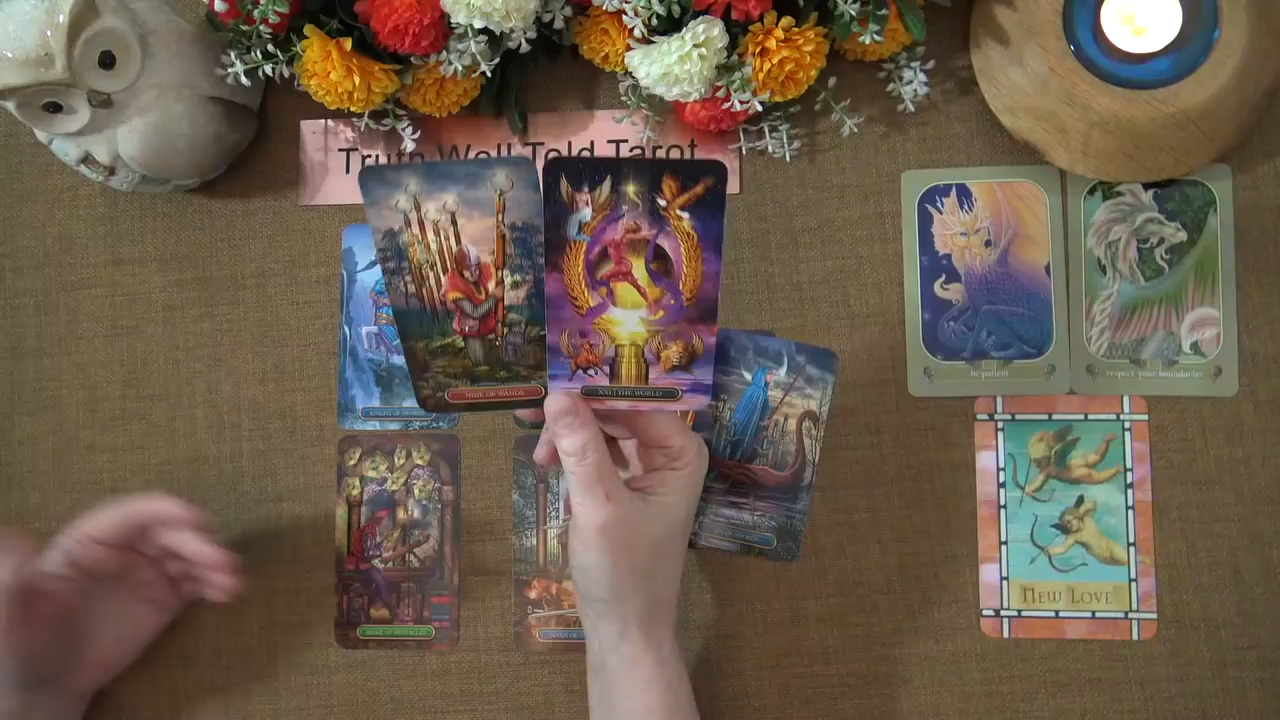 Truth Well Told Tarot
NINE OF WANDS
XXI THE WORLD
KNIGHT OF SWORDS
EIGHT OF PENTACLES
be patient
respect your boundaries
NEW LOVE